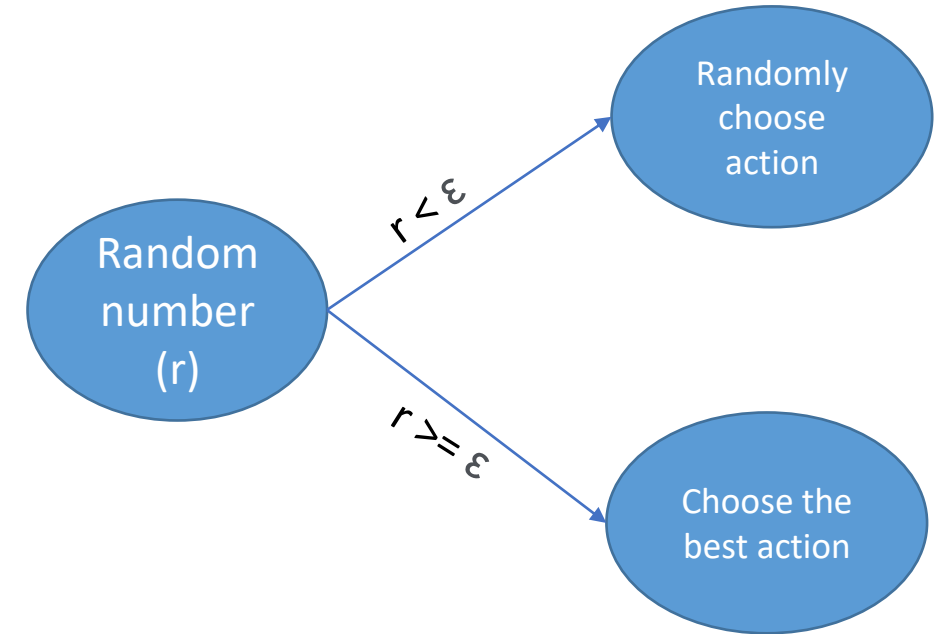 Randomly
choose
action
r < ε
Random
number
(r)
r >= ε
Choose the
best action